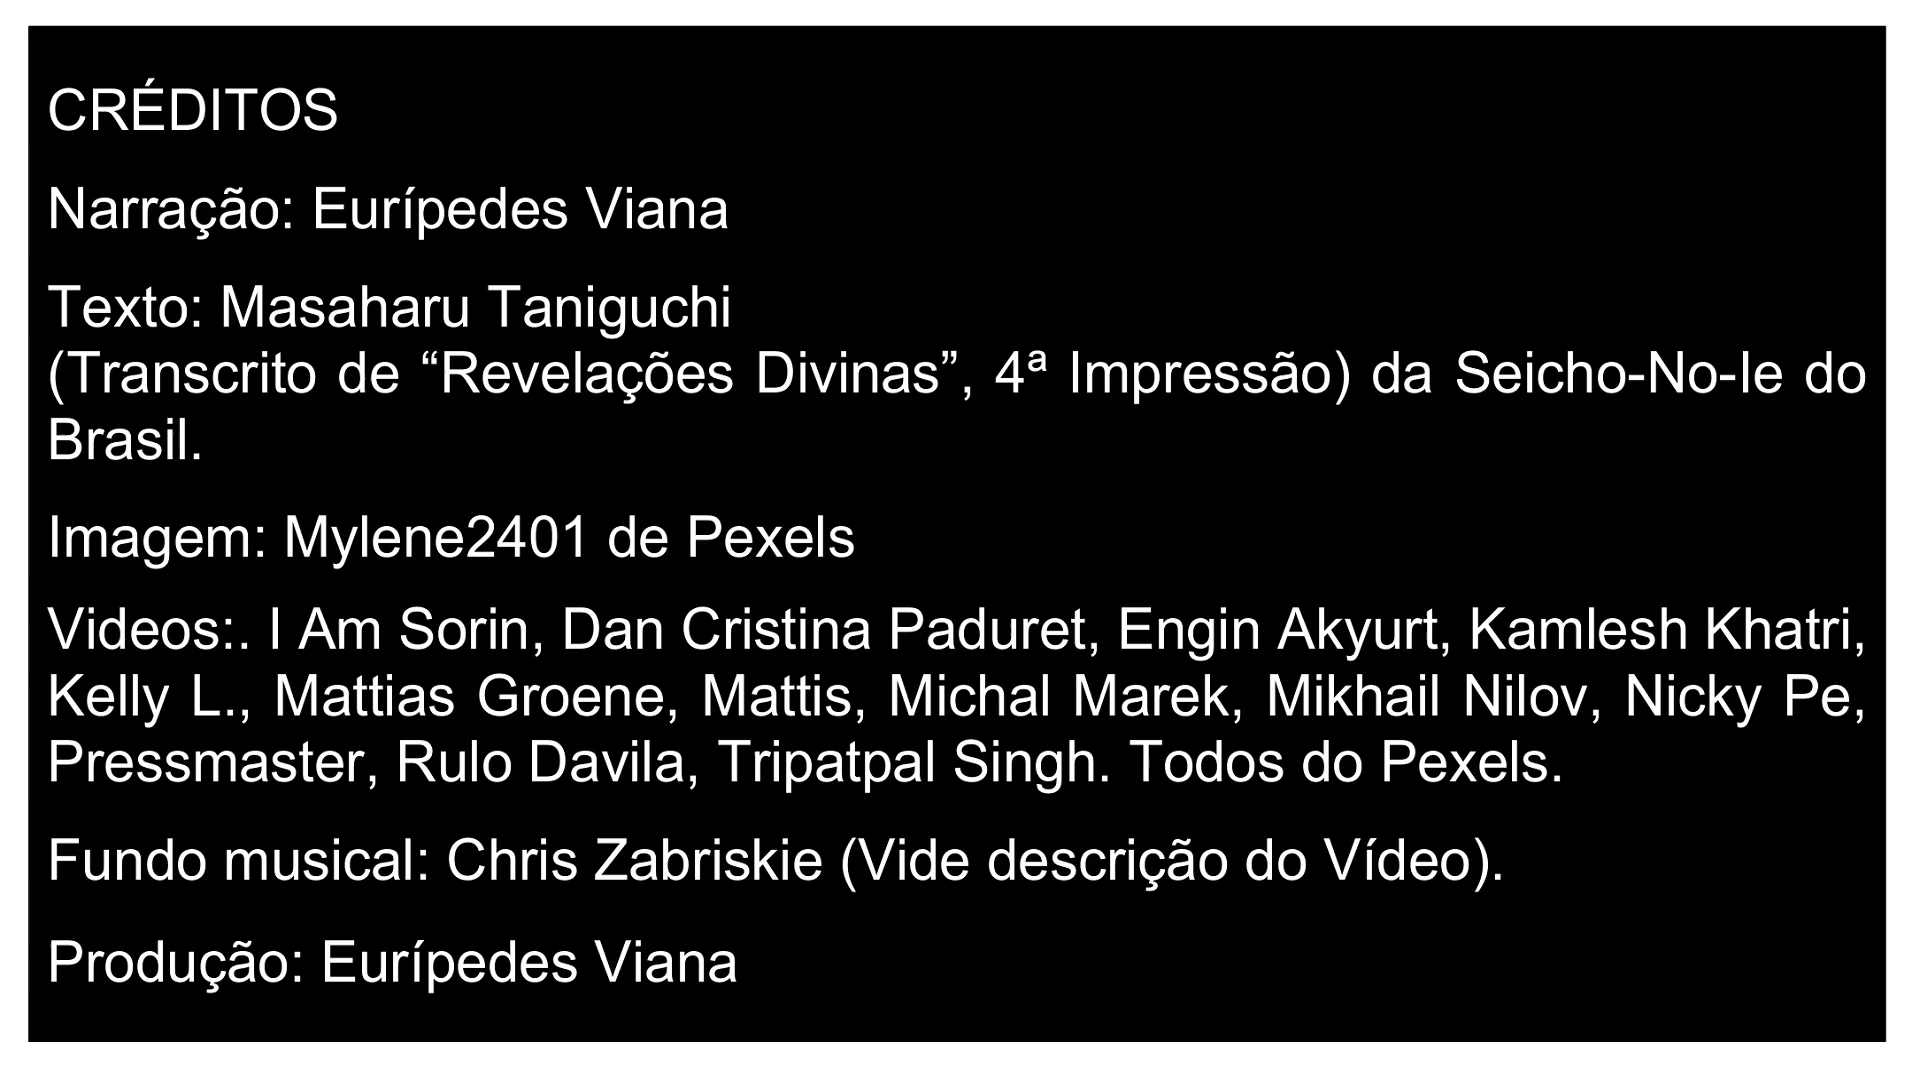 CRÉDITOS
Narração: Eurípedes Viana
Texto: Masaharu Taniguchi
(Transcrito de “Revelações Divinas”, 4ª Impressão) da Seicho-No-Ie do
Brasil.
Imagem: Mylene2401 de Pexels
Videos:. I Am Sorin, Dan Cristina Paduret, Engin Akyurt, Kamlesh Khatri,
Kelly L., Mattias Groene, Mattis, Michal Marek, Mikhail Nilov, Nicky Pe,
Pressmaster, Rulo Davila, Tripatpal Singh. Todos do Pexels.
Fundo musical: Chris Zabriskie (Vide descrição do Vídeo).
Produção: Eurípedes Viana